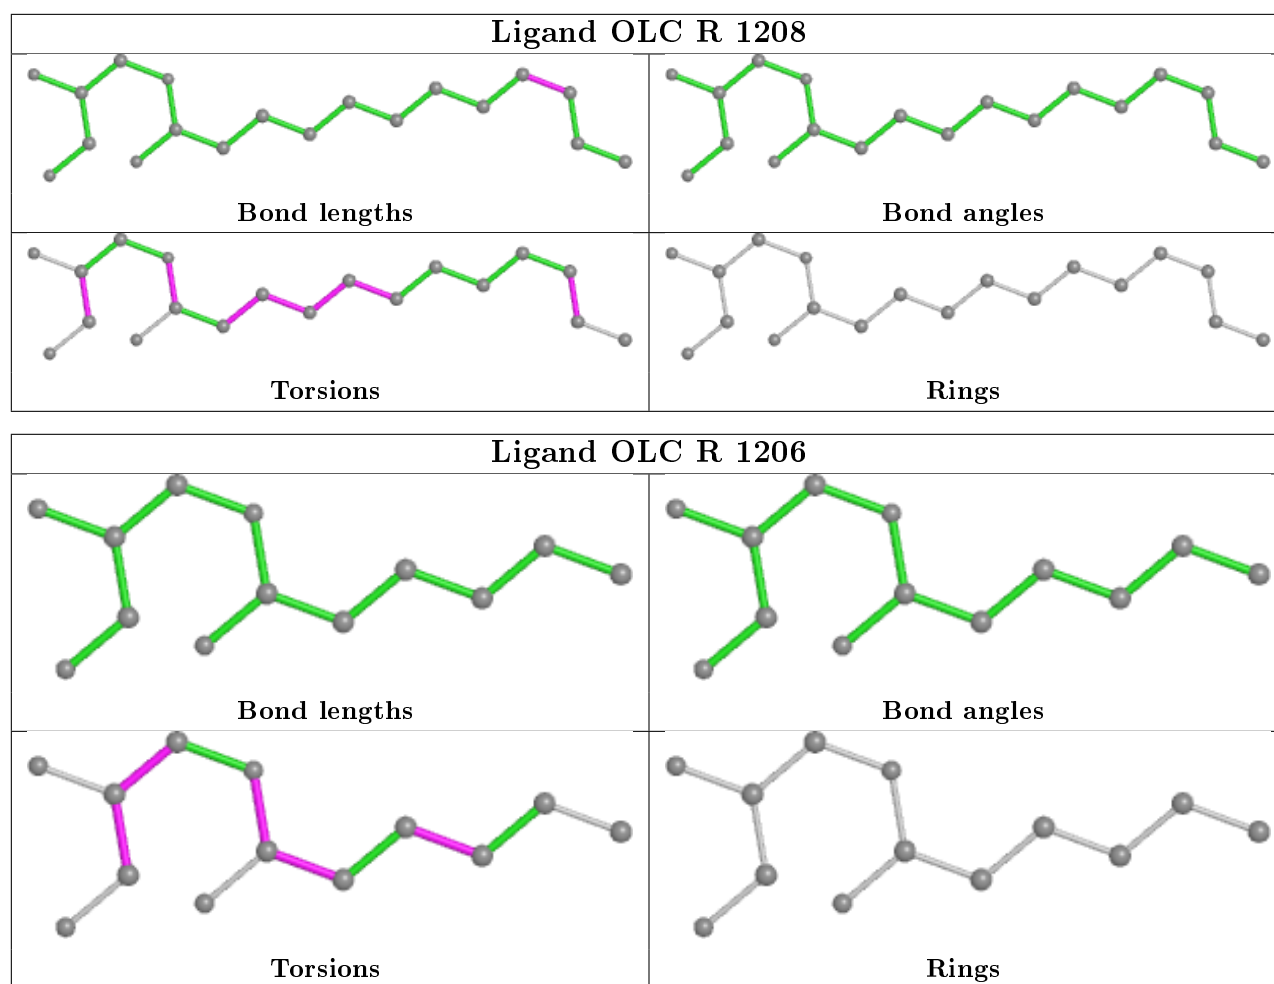 Ligand OLC R 1208
Bond lengths
Bond angles
Torsions
Rings
Ligand OLC R 1206
Bond lengths
Bond angles
Torsions
Rings